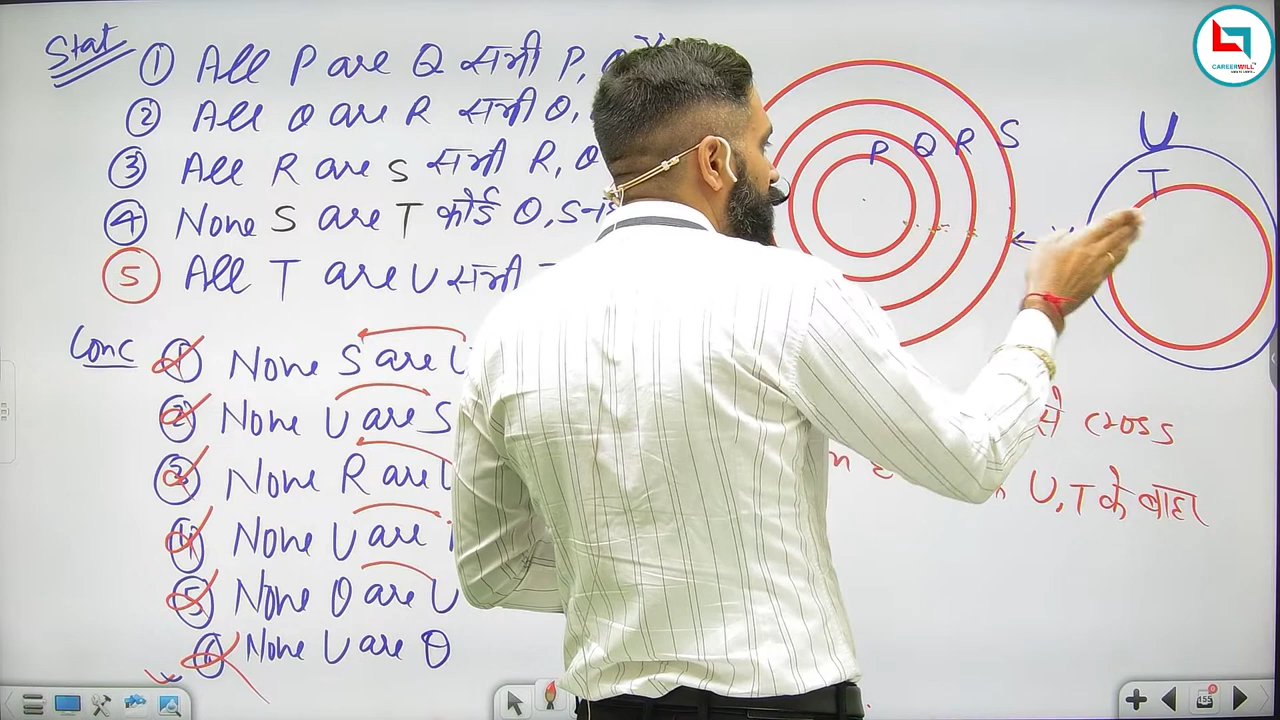 Stat ① All P are Q सभी P, Q
② All Q are R सभी Q,
③ All R are S सभी R, Q
④ None S are T कोई Q, S
⑤ All T are U सभी
Conc ① None S are U
② None U are S
③ None R are U
④ None U are
⑤ None Q are U
⑥ None U are Q
P Q R S
U
T
से cross
U, T के बाहर
CAREERWILL
455